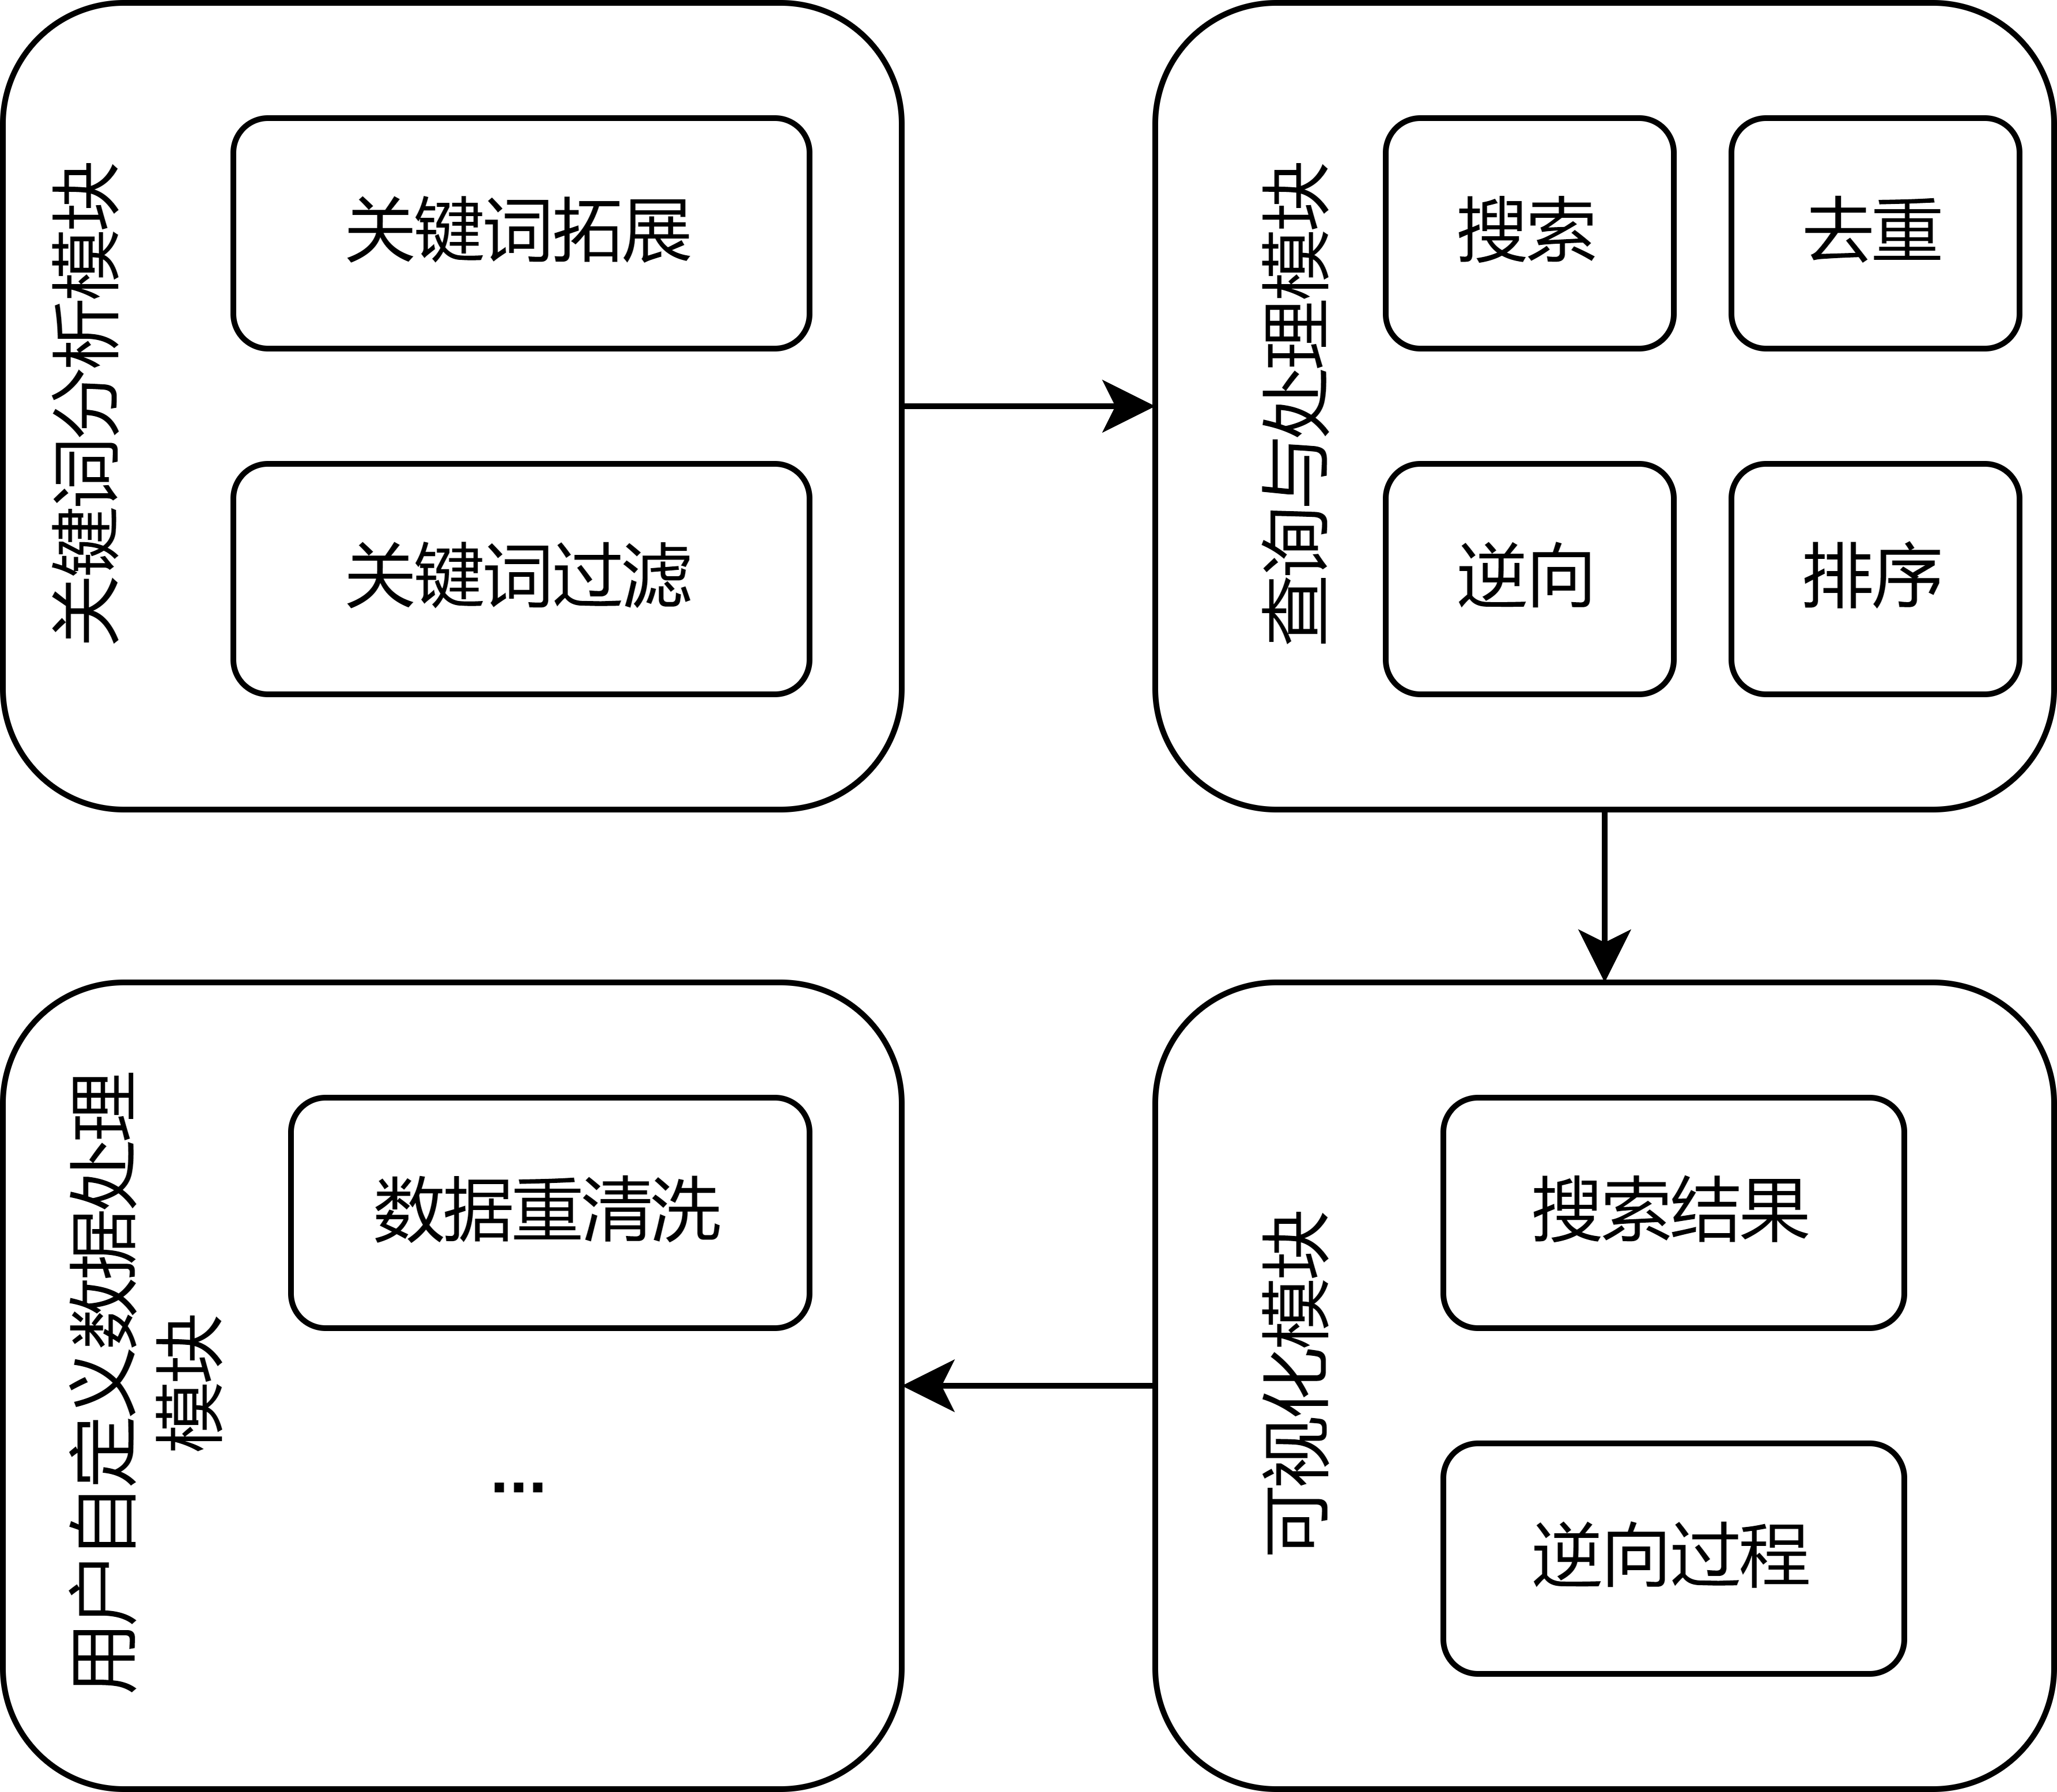 关键词分析模块
关键词拓展
关键词过滤
查询与处理模块
搜索
去重
逆向
排序
用户自定义数据处理
模块
数据重清洗
...
可视化模块
搜索结果
逆向过程